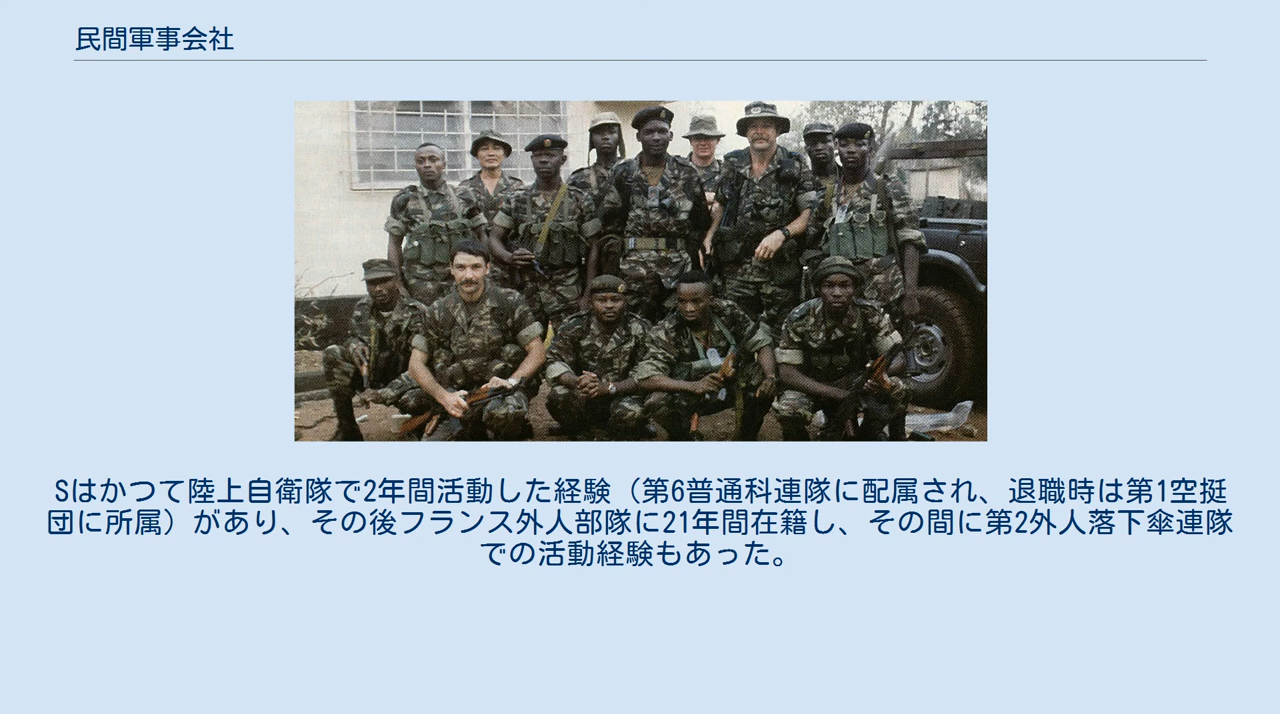 民間軍事会社
Sはかつて陸上自衛隊で2年間活動した経験（第6普通科連隊に配属され、退職時は第1空挺
団に所属）があり、その後フランス外人部隊に21年間在籍し、その間に第2外人落下傘連隊
での活動経験もあった。